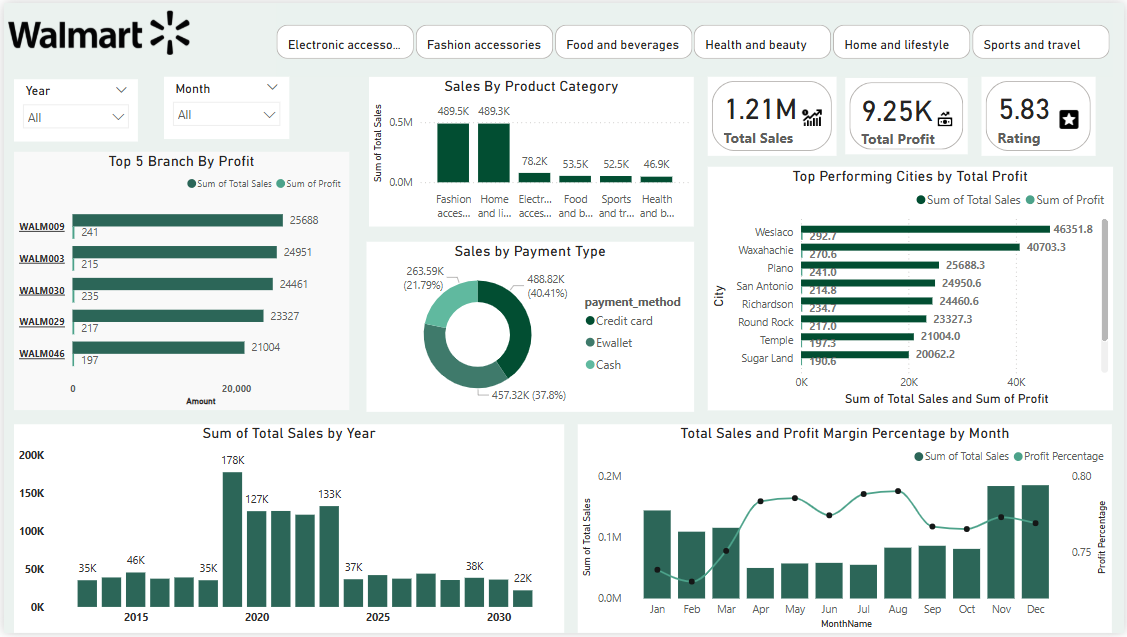 Walmart
Electronic accesso...
Fashion accessories
Food and beverages
Health and beauty
Home and lifestyle
Sports and travel
Year
All
Month
All
Sales By Product Category
Sum of Total Sales
0.5M
0.0M
489.5K
489.3K
78.2K
53.5K
52.5K
46.9K
Fashion acces...
Home and li...
Electr... acces...
Food and b...
Sports and tr...
Health and b...
1.21M
Total Sales
9.25K
Total Profit
5.83
Rating
Top 5 Branch By Profit
Sum of Total Sales
Sum of Profit
WALM009
25688
241
WALM003
24951
215
WALM030
24461
235
WALM029
23327
217
WALM046
21004
197
0
20,000
Amount
Sales by Payment Type
263.59K
(21.79%)
488.82K
(40.41%)
457.32K (37.8%)
payment_method
Credit card
Ewallet
Cash
Top Performing Cities by Total Profit
Sum of Total Sales
Sum of Profit
City
Weslaco
46351.8
292.7
Waxahachie
40703.3
270.6
Plano
25688.3
241.0
San Antonio
24950.6
214.8
Richardson
24460.6
234.7
Round Rock
23327.3
217.0
Temple
21004.0
197.3
Sugar Land
20062.2
190.6
0K
20K
40K
Sum of Total Sales and Sum of Profit
Sum of Total Sales by Year
200K
150K
100K
50K
0K
35K
46K
35K
178K
127K
133K
37K
38K
22K
2015
2020
2025
2030
Total Sales and Profit Margin Percentage by Month
Sum of Total Sales
Profit Percentage
Sum of Total Sales
0.2M
0.1M
0.0M
0.80
0.75
Profit Percentage
Jan
Feb
Mar
Apr
May
Jun
Jul
Aug
Sep
Oct
Nov
Dec
MonthName